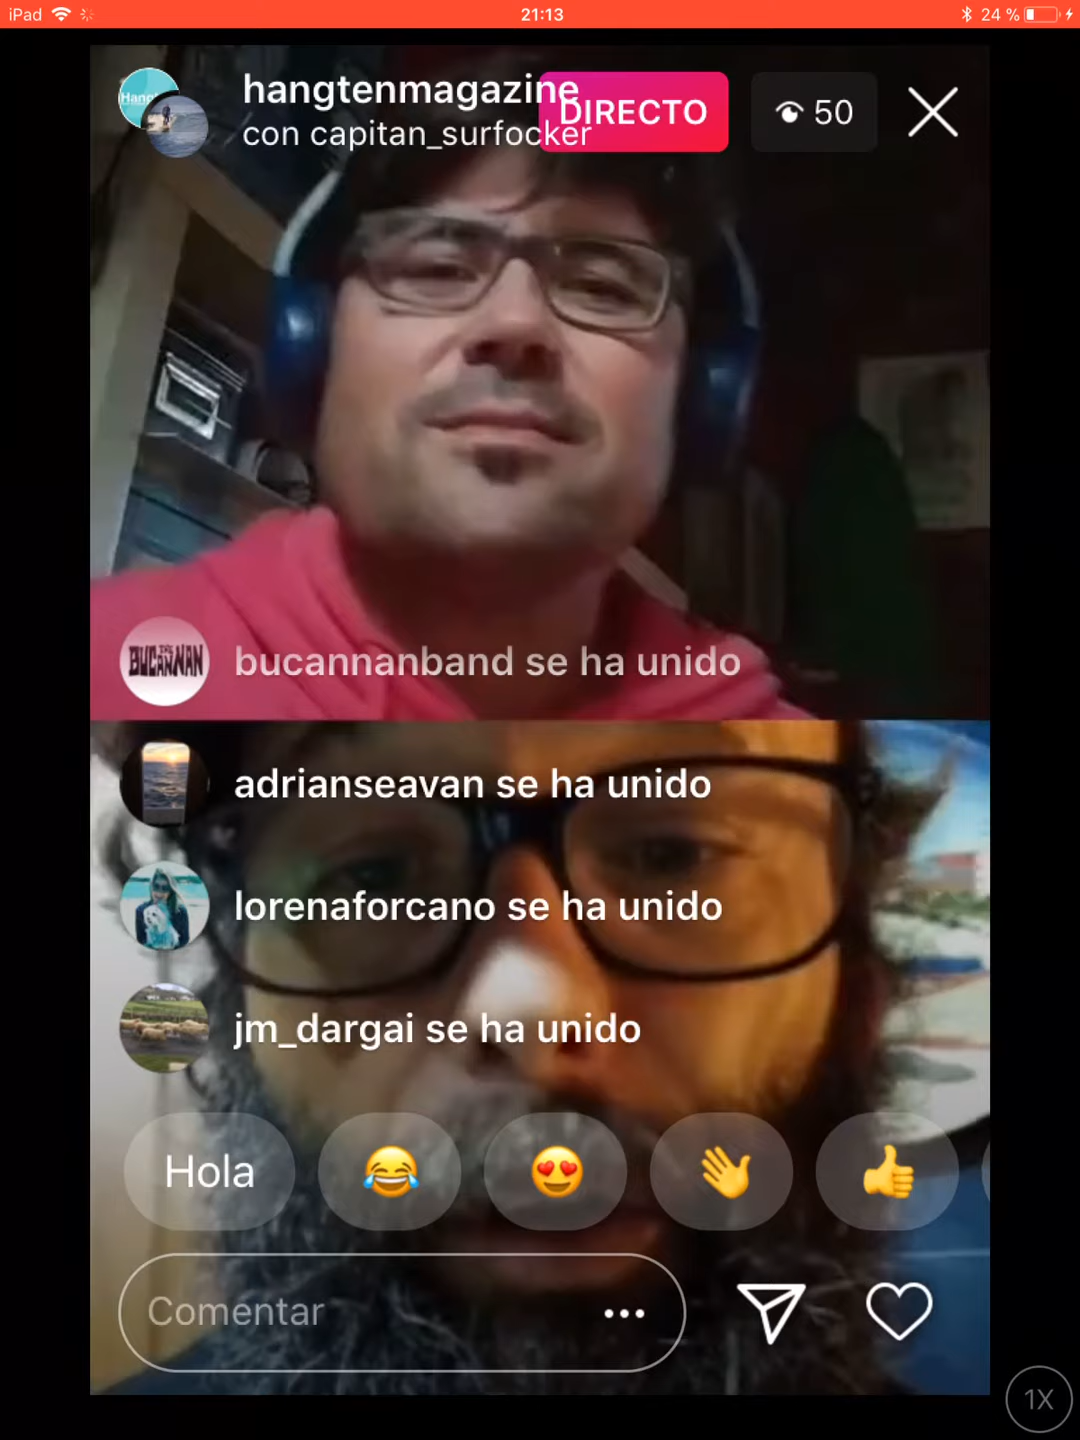 iPad
21:13
24 %
hangtenmagazine
con capitan_surfocker
DIRECTO
50
THE
BUCANNAN
bucannanband se ha unido
adrianseavan se ha unido
lorenaforcano se ha unido
jm_dargai se ha unido
Hola
Comentar
1X